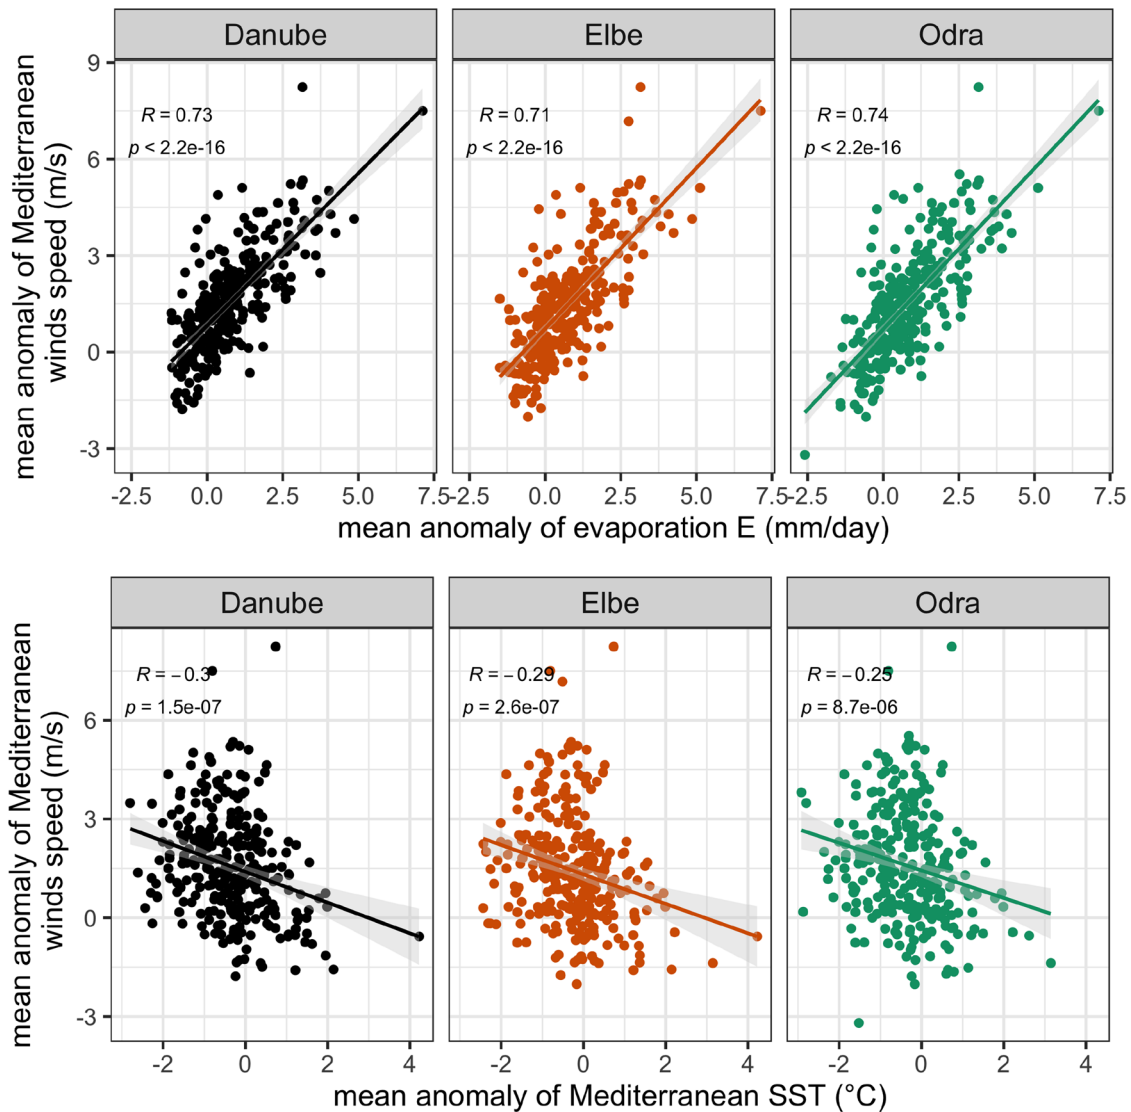 Danube Elbe Odra
9
6
3
0
-3
mean anomaly of Mediterranean
winds speed (m/s)
R = 0.73
p < 2.2e-16
R = 0.71
p < 2.2e-16
R = 0.74
p < 2.2e-16
-2.5 0.0 2.5 5.0 7.5 -2.5 0.0 2.5 5.0 7.5 -2.5 0.0 2.5 5.0 7.5
mean anomaly of evaporation E (mm/day)
Danube Elbe Odra
6
3
0
-3
mean anomaly of Mediterranean
winds speed (m/s)
R = −0.3
p = 1.5e-07
R = −0.29
p = 2.6e-07
R = −0.25
p = 8.7e-06
-2 0 2 4 -2 0 2 4 -2 0 2 4
mean anomaly of Mediterranean SST (°C)